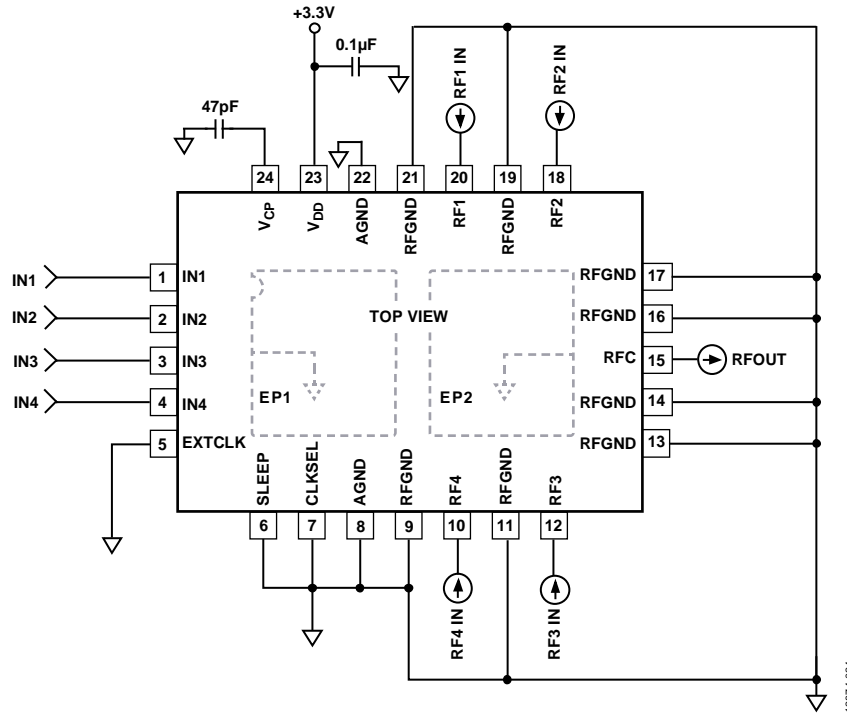 +3.3V
0.1µF
47pF
RF1 IN
RF2 IN
24
23
22
21
20
19
18
VCP
VDD
AGND
RFGND
RF1
RFGND
RF2
IN1
1
IN1
IN2
2
IN2
IN3
3
IN3
IN4
4
IN4
5
EXTCLK
TOP VIEW
EP1
EP2
RFGND
17
RFGND
16
RFC
15
RFOUT
RFGND
14
RFGND
13
SLEEP
CLKSEL
AGND
RFGND
RF4
RFGND
RF3
6
7
8
9
10
11
12
RF4 IN
RF3 IN